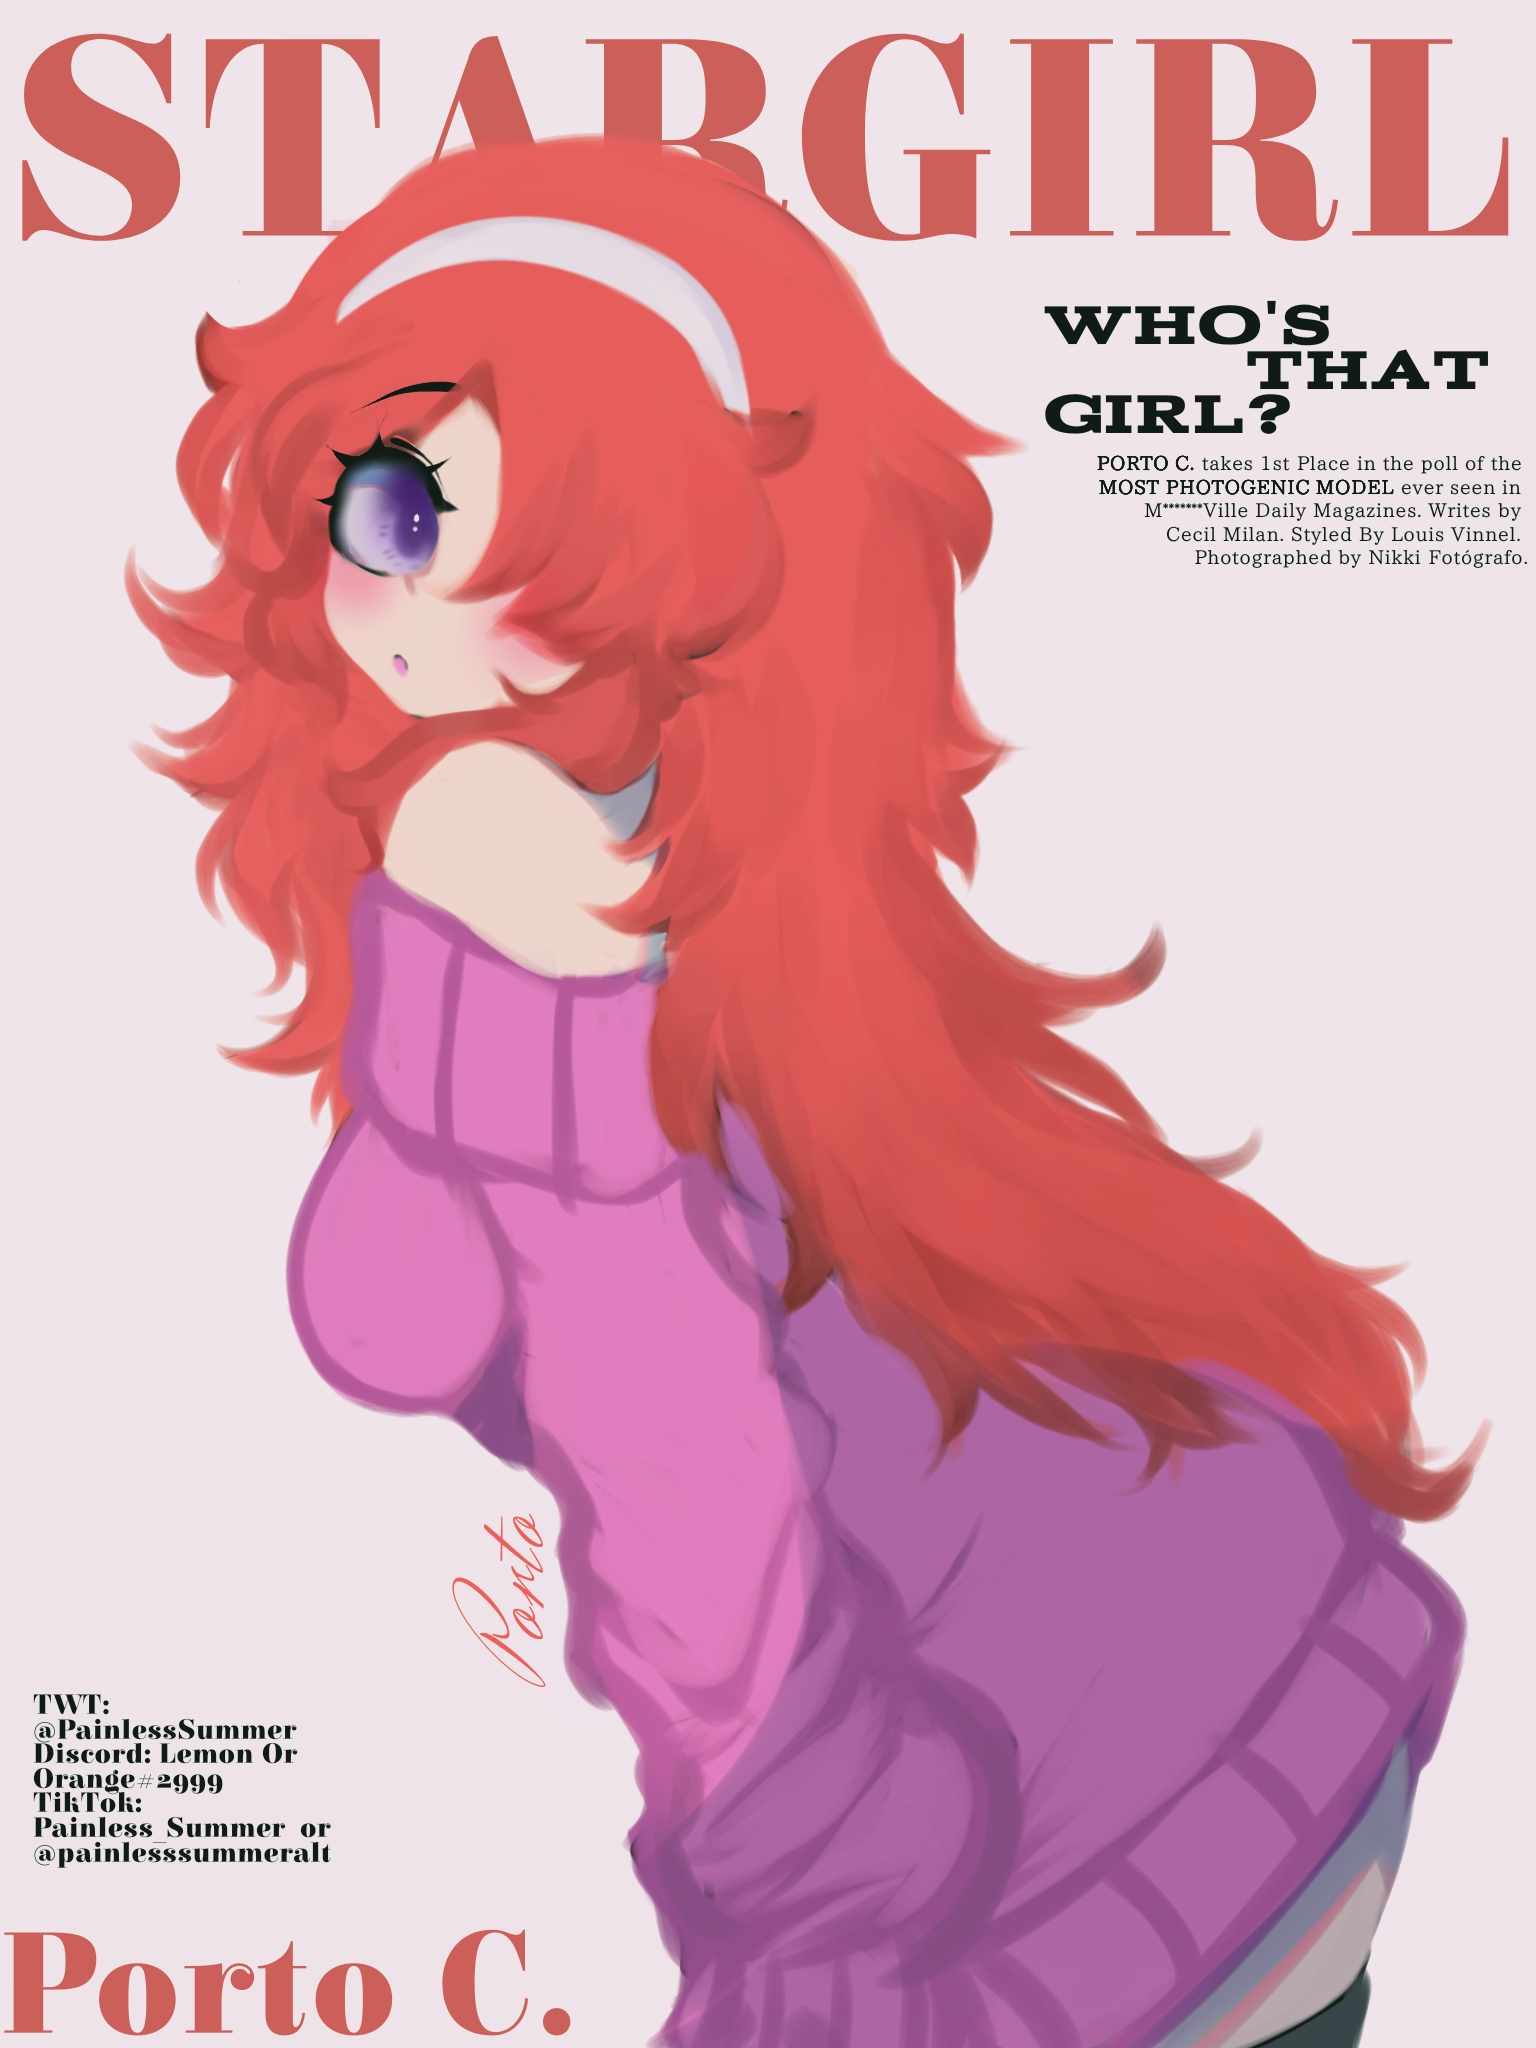 STARGIRL
WHO'S
THAT
GIRL?
PORTO C. takes 1st Place in the poll of the
MOST PHOTOGENIC MODEL ever seen in
M*******Ville Daily Magazines. Writes by
Cecil Milan. Styled By Louis Vinnel.
Photographed by Nikki Fotógrafo.
Porto
TWT:
@PainlessSummer
Discord: Lemon Or
Orange#2999
TikTok:
Painless_Summer or
@painlesssummeralt
Porto C.